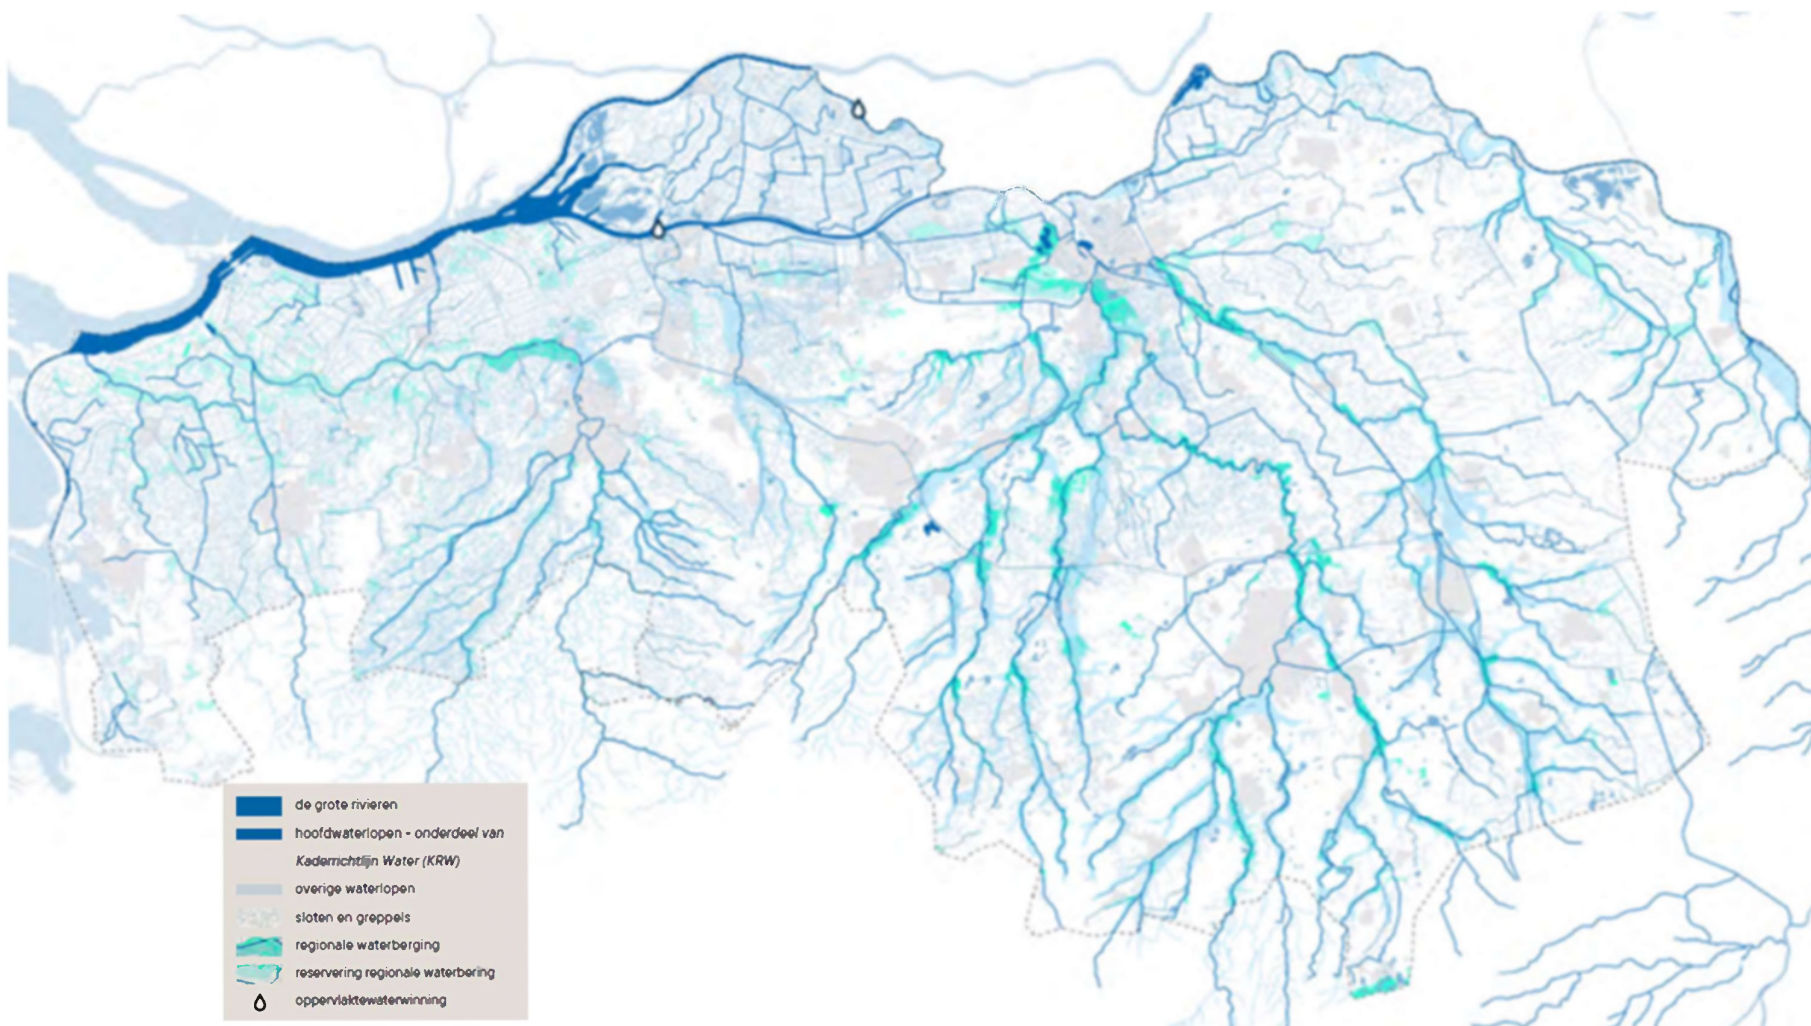 de grote rivieren
hoofdwaterlopen - onderdeel van
Kaderrichtlijn Water (KRW)
overige waterlopen
sloten en greppels
regionale waterberging
reservering regionale waterbering
oppervlaktewaterwinning